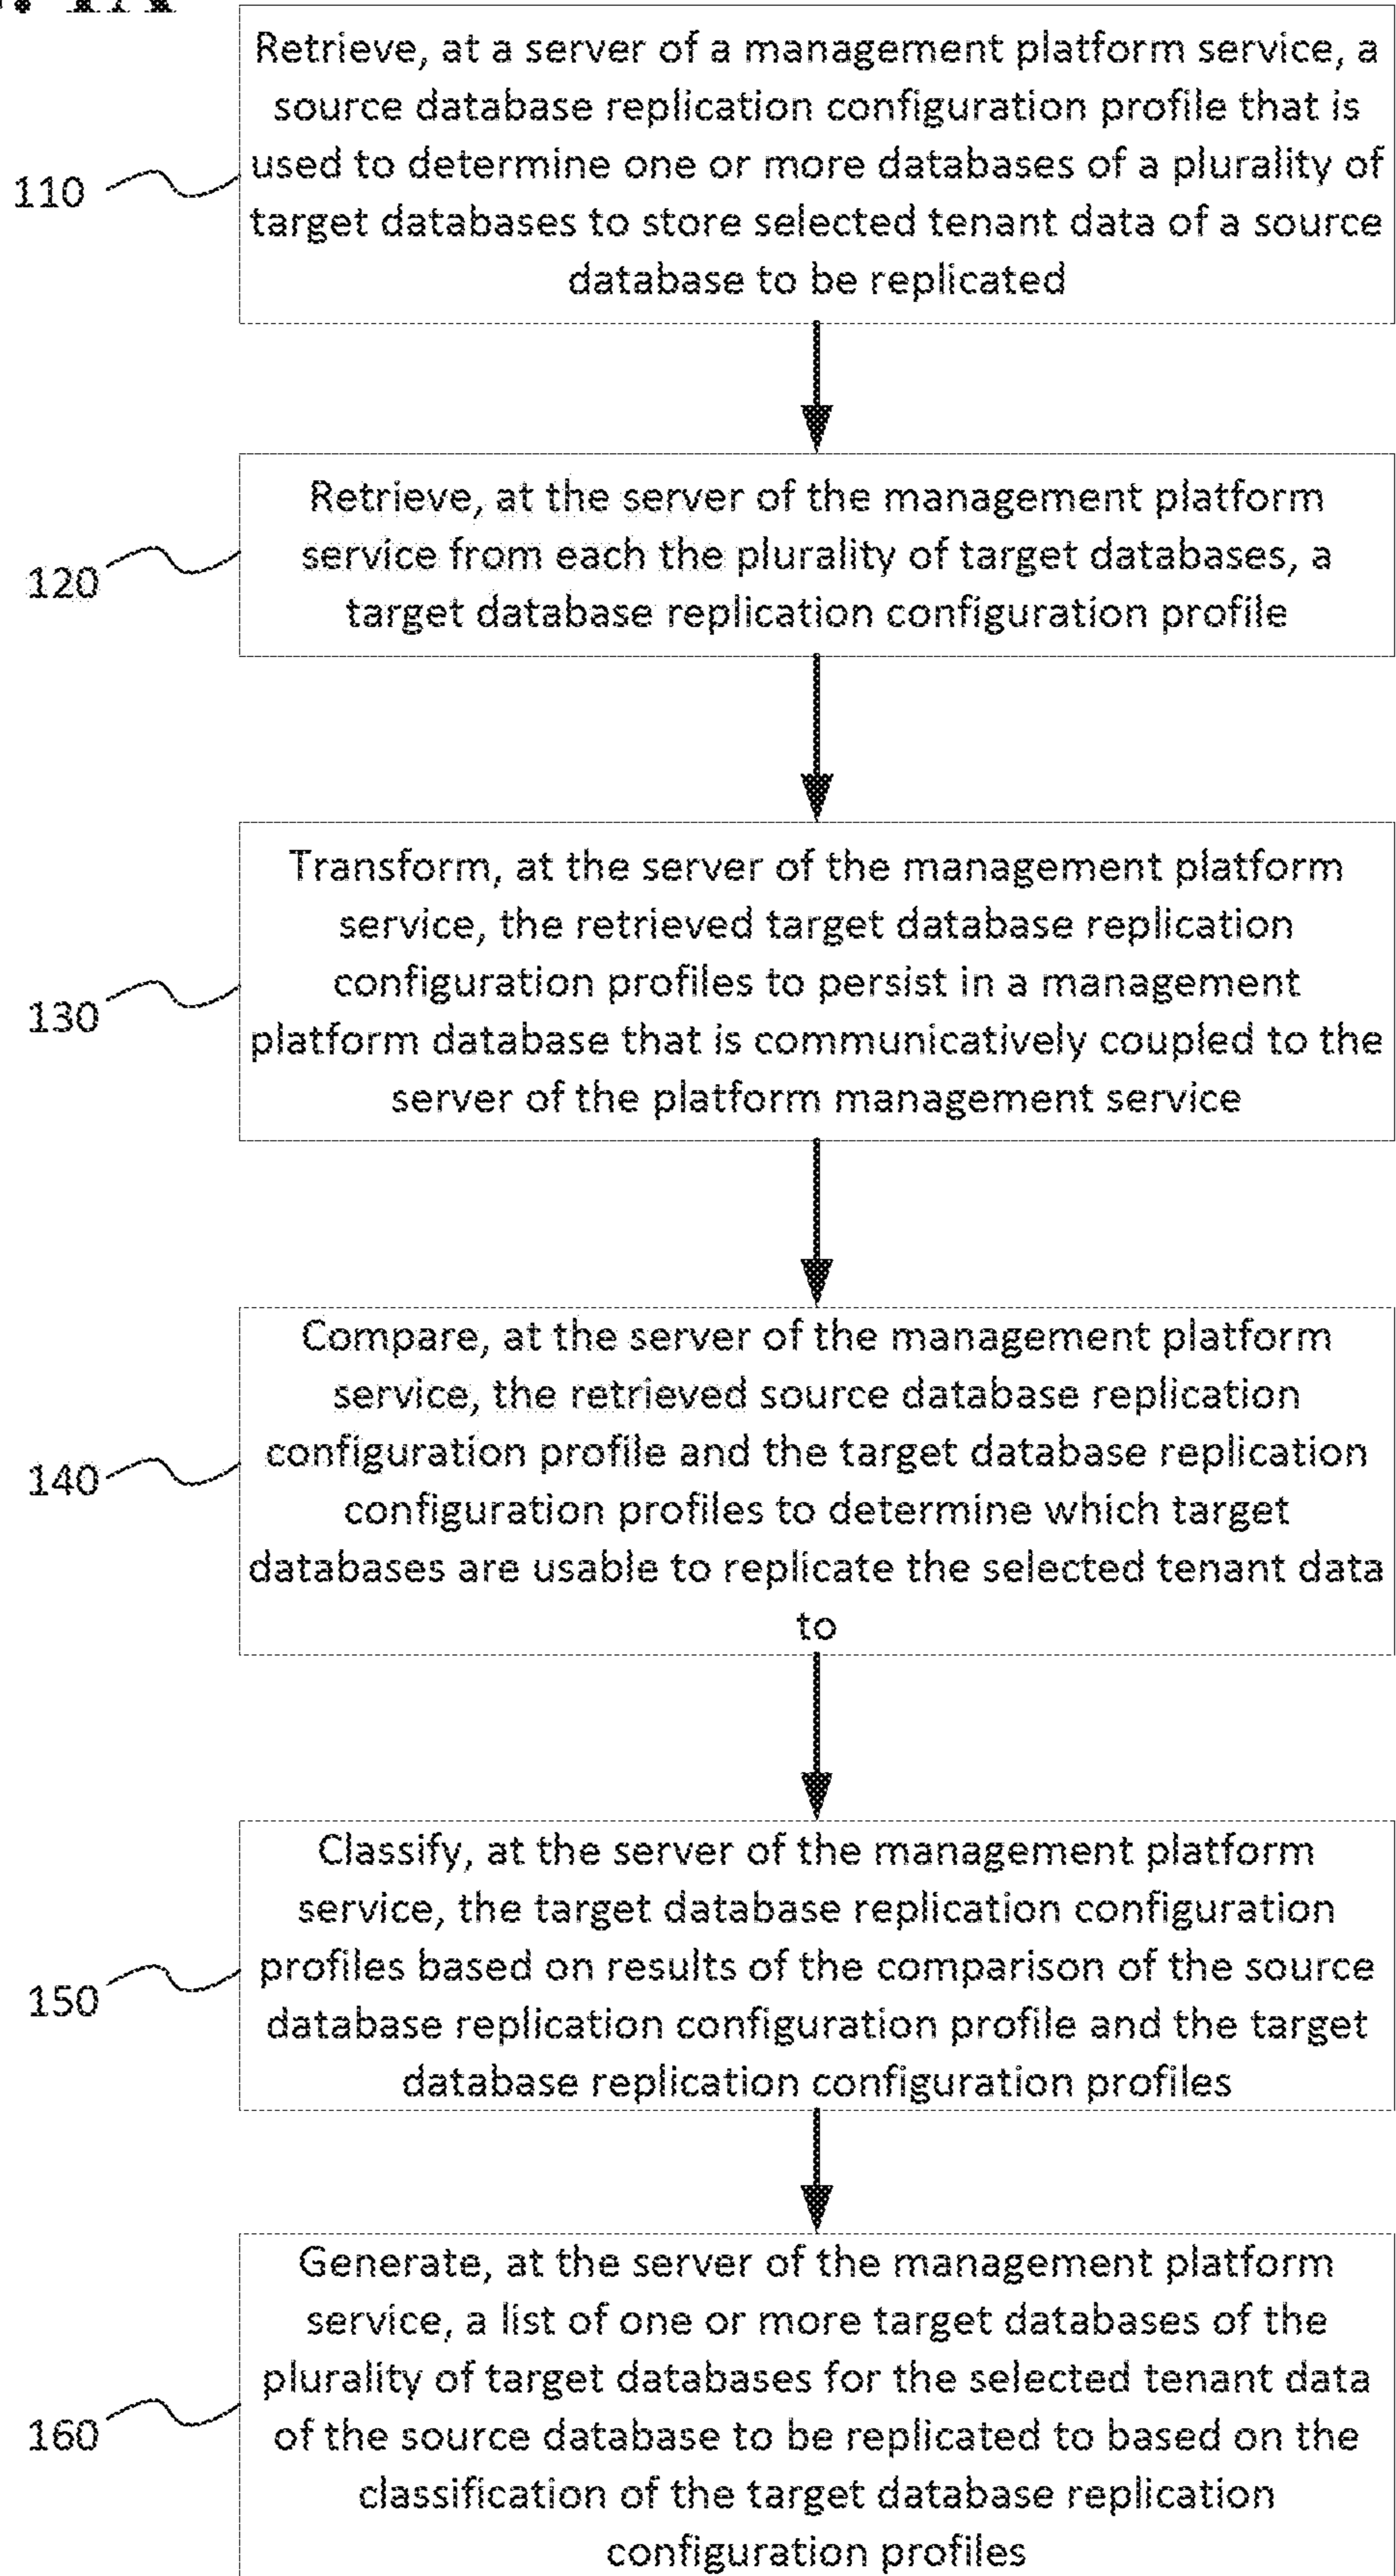 Retrieve, at a server of a management platform service, a
source database replication configuration profile that is
used to determine one or more databases of a plurality of
target databases to store selected tenant data of a source
database to be replicated
110
Retrieve, at the server of the management platform
service from each the plurality of target databases, a
target database replication configuration profile
120
Transform, at the server of the management platform
service, the retrieved target database replication
configuration profiles to persist in a management
platform database that is communicatively coupled to the
server of the platform management service
130
Compare, at the server of the management platform
service, the retrieved source database replication
configuration profile and the target database replication
configuration profiles to determine which target
databases are usable to replicate the selected tenant data
to
140
Classify, at the server of the management platform
service, the target database replication configuration
profiles based on results of the comparison of the source
database replication configuration profile and the target
database replication configuration profiles
150
Generate, at the server of the management platform
service, a list of one or more target databases of the
plurality of target databases for the selected tenant data
of the source database to be replicated to based on the
classification of the target database replication
configuration profiles
160